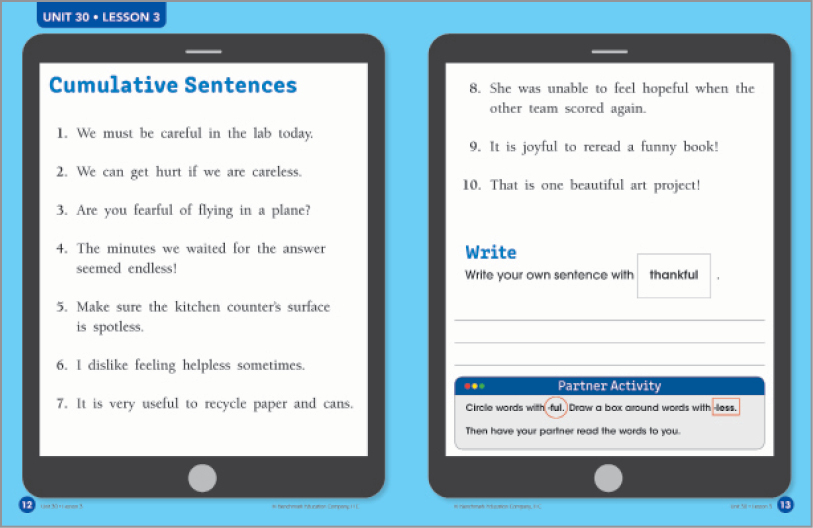 UNIT 30 • LESSON 3
Cumulative Sentences
1. We must be careful in the lab today.
2. We can get hurt if we are careless.
3. Are you fearful of flying in a plane?
4. The minutes we waited for the answer
seemed endless!
5. Make sure the kitchen counter's surface
is spotless.
6. I dislike feeling helpless sometimes.
7. It is very useful to recycle paper and cans.
12 Unit 30 • Lesson 3
© Benchmark Education Company, LLC
8. She was unable to feel hopeful when the
other team scored again.
9. It is joyful to reread a funny book!
10. That is one beautiful art project!
Write
Write your own sentence with thankful .
Partner Activity
Circle words with -ful. Draw a box around words with -less.
Then have your partner read the words to you.
© Benchmark Education Company, LLC
Unit 30 • Lesson 3 13